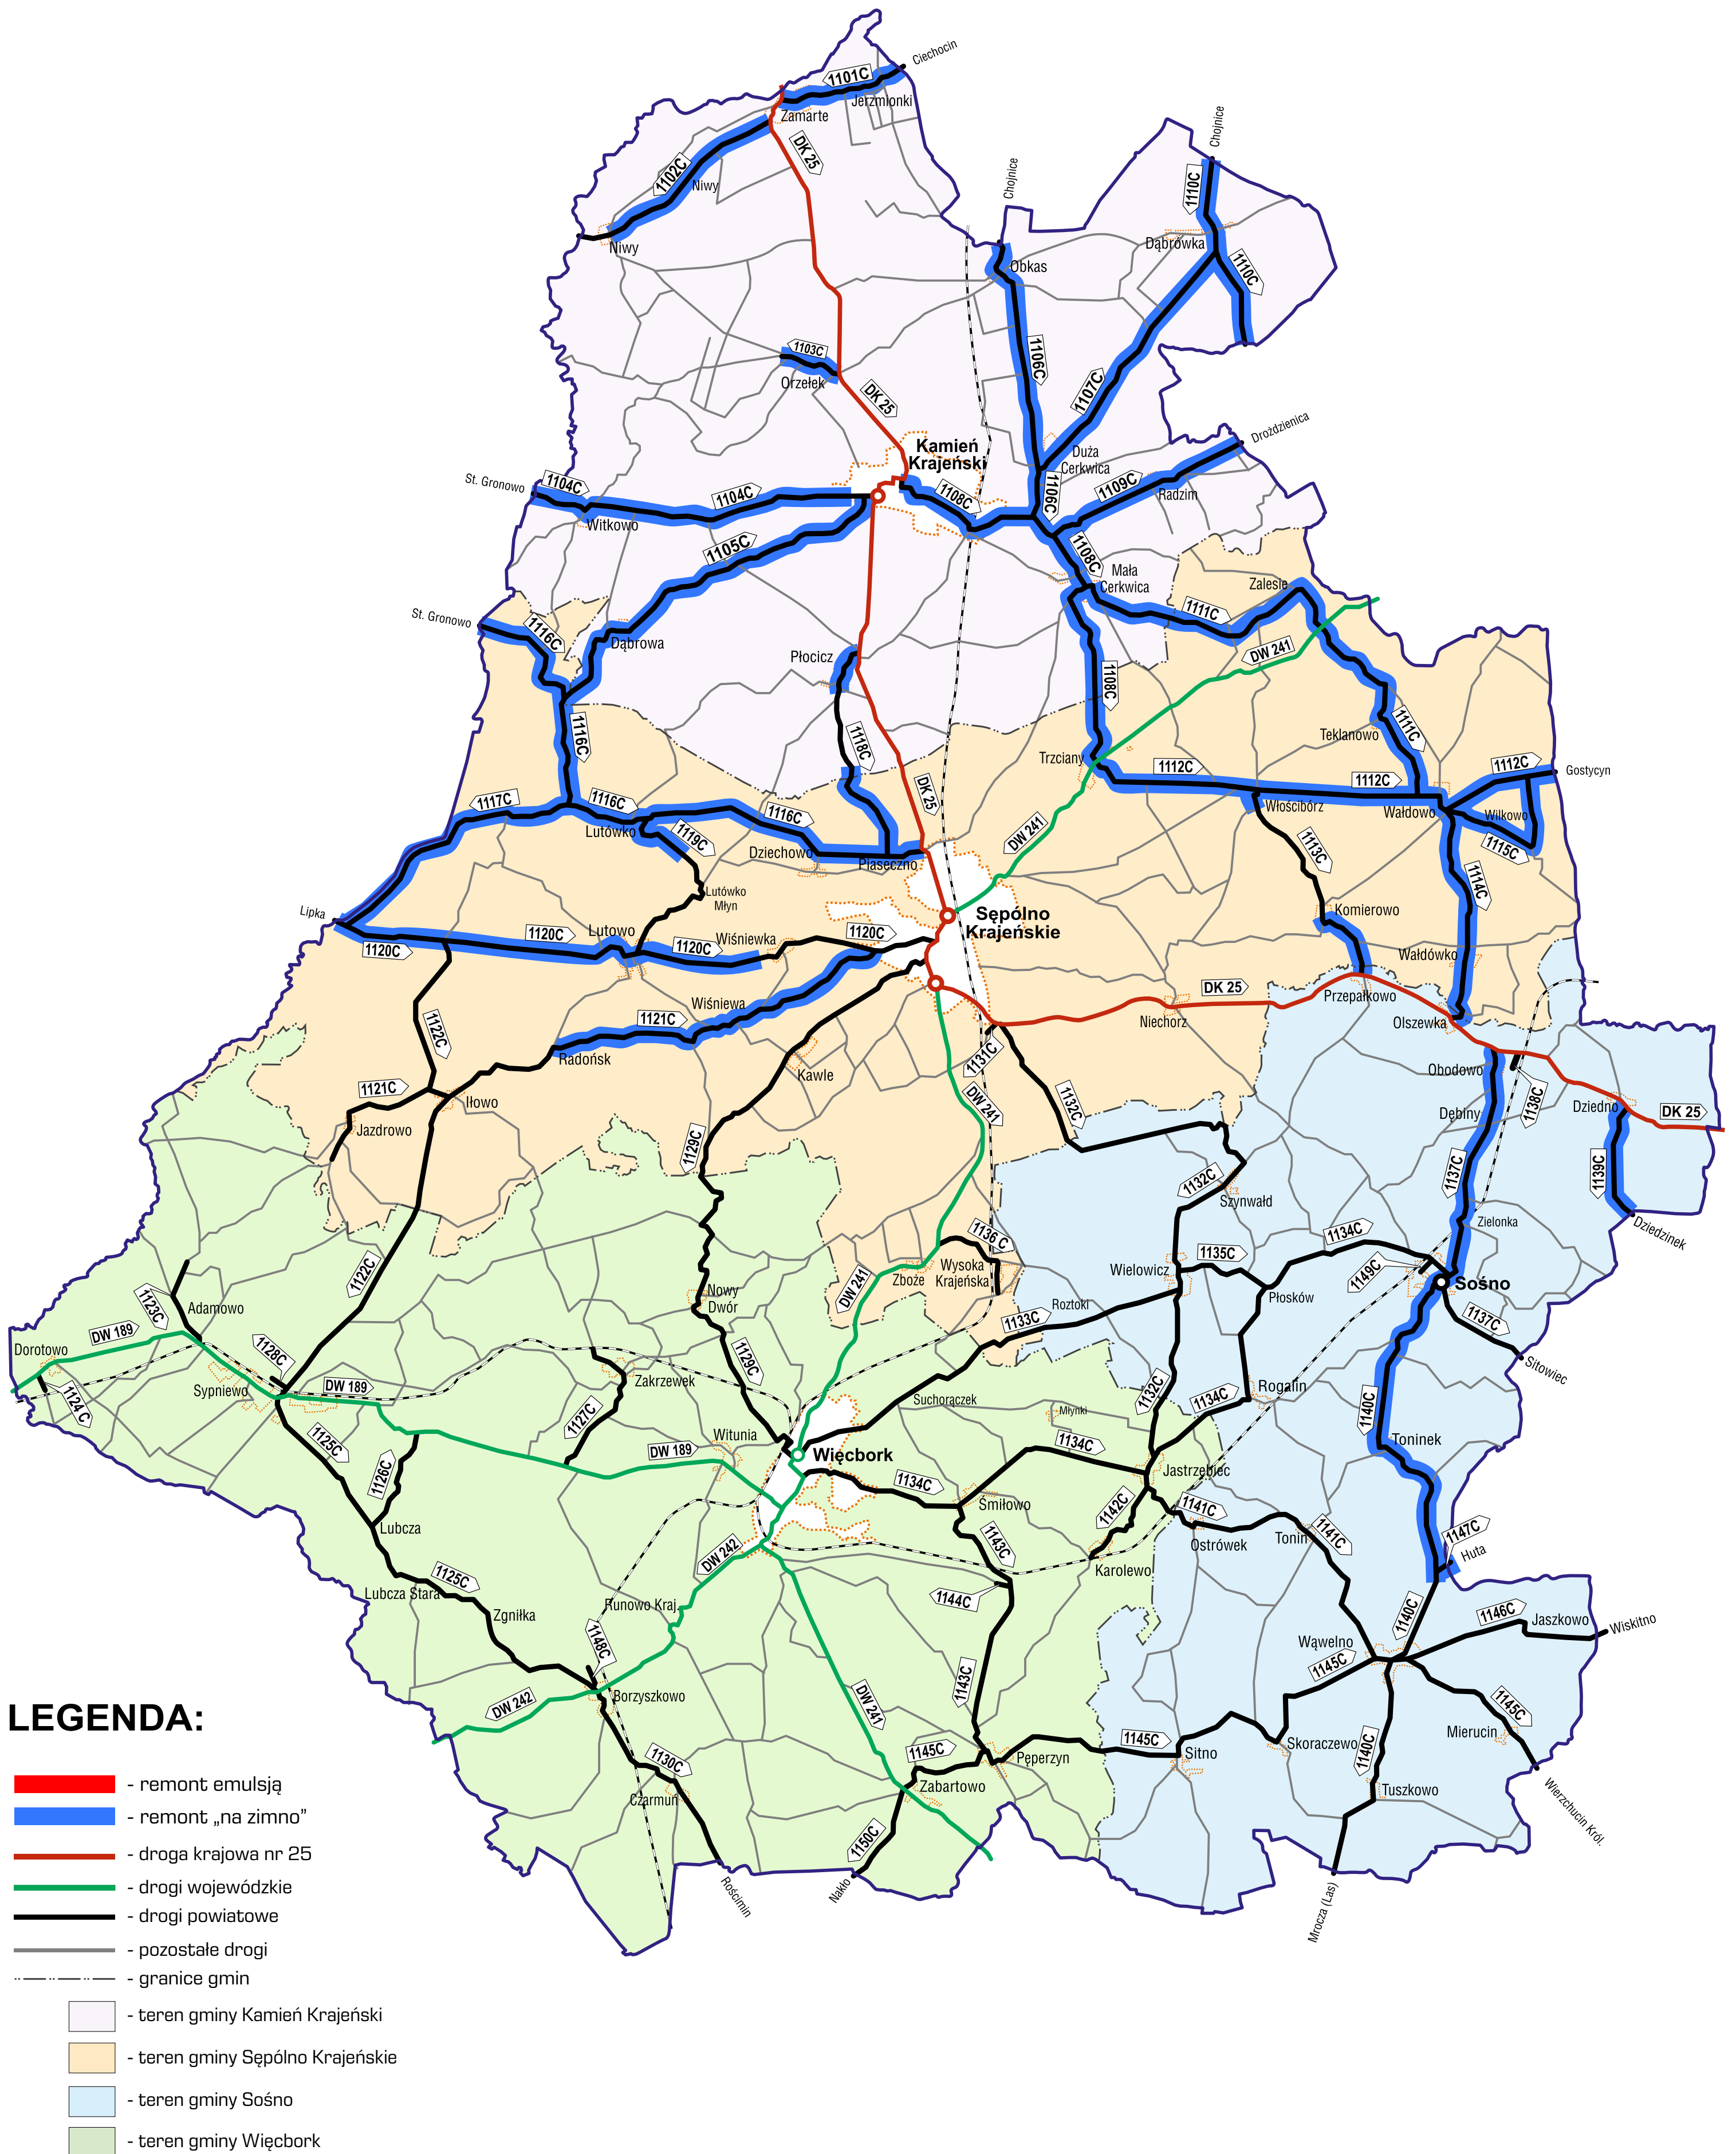 Ciechocin
1101C
Jerzmionki
Zamarte
DK 25
1102C
Niwy
Niwy
Chojnice
Chojnice
1110C
Dąbrówka
1110C
Obkas
1103C
Orzełek
1106C
1107C
DK 25
Kamień
Krajeński
Duża
Cerkwica
Drożdzienica
St. Gronowo
1104C
1104C
Witkowo
1108C
1106C
1109C
Radzim
1105C
1108C
Mała
Cerkwica
Zalesie
St. Gronowo
1116C
Dąbrowa
1111C
Płocicz
DW 241
1108C
1116C
1118C
Teklanowo
1111C
Trzciany
1112C
1112C
1112C
Gostycyn
DK 25
1117C
1116C
1116C
Lutówko
1119C
Dziechowo
Piaseczno
DW 241
Włościbórz
Wałdowo
Wilkowo
1115C
1113C
1114C
Lutówko
Młyn
Lipka
Sępólno
Krajeńskie
Komierowo
1120C
1120C
Lutowo
1120C
Wiśniewka
1120C
Wałdówko
Wiśniewa
1121C
DK 25
Niechorz
Przepałkowo
Olszewka
1122C
Radońsk
Kawle
1131C
1132C
DW 241
Obodowo
1138C
Dziedno
DK 25
Dębiny
1121C
Iłowo
Jazdrowo
1129C
1132C
Szynwałd
1137C
1139C
Dziedzinek
Zielonka
1136 C
Wysoka
Krajeńska
Zboże
1135C
1134C
Wielowicz
Płosków
1149C
Sośno
1122C
1123C
Adamowo
Nowy
Dwór
DW 241
1133C
Roztoki
1137C
Sitowiec
DW 189
Dorotowo
1128C
1129C
1124 C
Sypniewo
DW 189
Zakrzewek
1132C
1134C
Rogalin
1140C
Suchorączek
Młynki
1127C
1125C
DW 189
Witunia
Więcbork
1134C
1134C
Jastrzębiec
Toninek
1126C
Śmiłowo
1142C
1141C
Lubcza
Ostrówek
Tonin
1141C
1147C
Huta
DW 242
1143C
Karolewo
1125C
Lubcza Stara
Zgniłka
Runowo Kraj.
1144C
1140C
1146C
Jaszkowo
Wiskitno
1148C
Wąwelno
1145C
Borzyszkowo
DW 242
DW 241
1143C
1145C
Mierucin
1130C
1145C
Pęperzyn
1145C
Sitno
Skoraczewo
1140C
Czarmuń
Zabartowo
Tuszkowo
Wierzchucin Król.
1150C
Nakło
Rościmin
Mrocza (Las)
LEGENDA:
- remont emulsją
- remont „na zimno”
- droga krajowa nr 25
- drogi wojewódzkie
- drogi powiatowe
- pozostałe drogi
- granice gmin
- teren gminy Kamień Krajeński
- teren gminy Sępólno Krajeńskie
- teren gminy Sośno
- teren gminy Więcbork